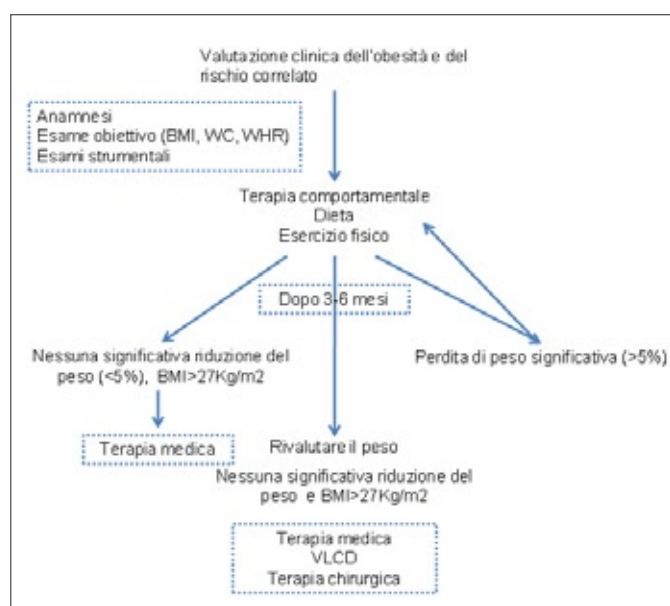 Valutazione clinica dell'obesità e del
rischio correlato
Anamnesi
Esame obiettivo (BMI, WC, WHR)
Esami strumentali
Terapia comportamentale
Dieta
Esercizio fisico
Dopo 3-6 mesi
Nessuna significativa riduzione del
peso (<5%), BMI>27Kg/m2
Perdita di peso significativa (>5%)
Terapia medica
Rivalutare il peso
Nessuna significativa riduzione del
peso e BMI>27Kg/m2
Terapia medica
VLCD
Terapia chirurgica